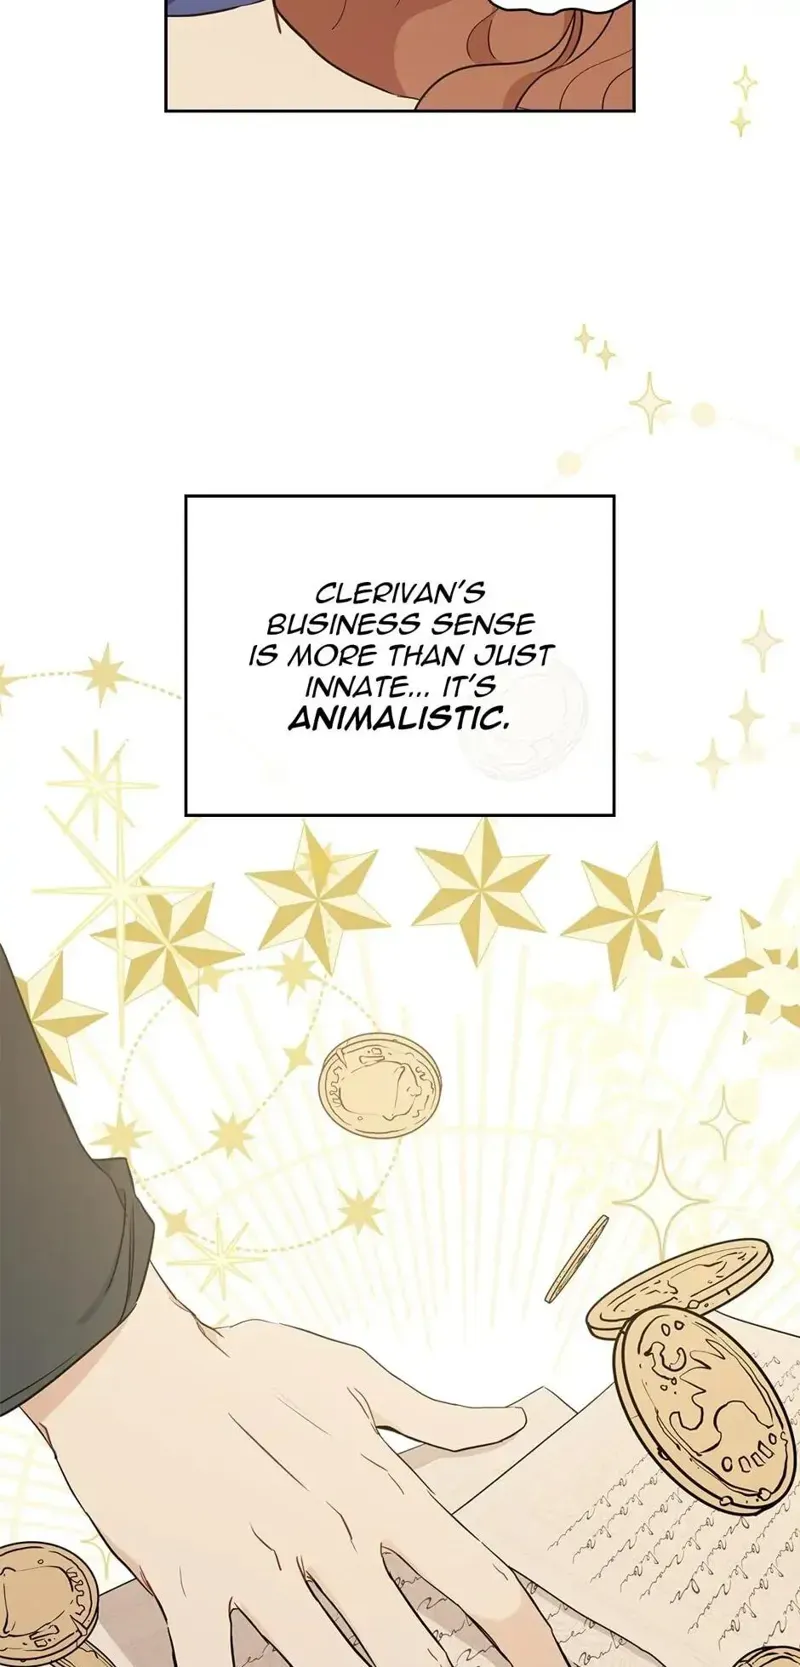 CLERIVAN'S
BUSINESS SENSE
IS MORE THAN JUST
INNATE... IT'S
ANIMALISTIC.